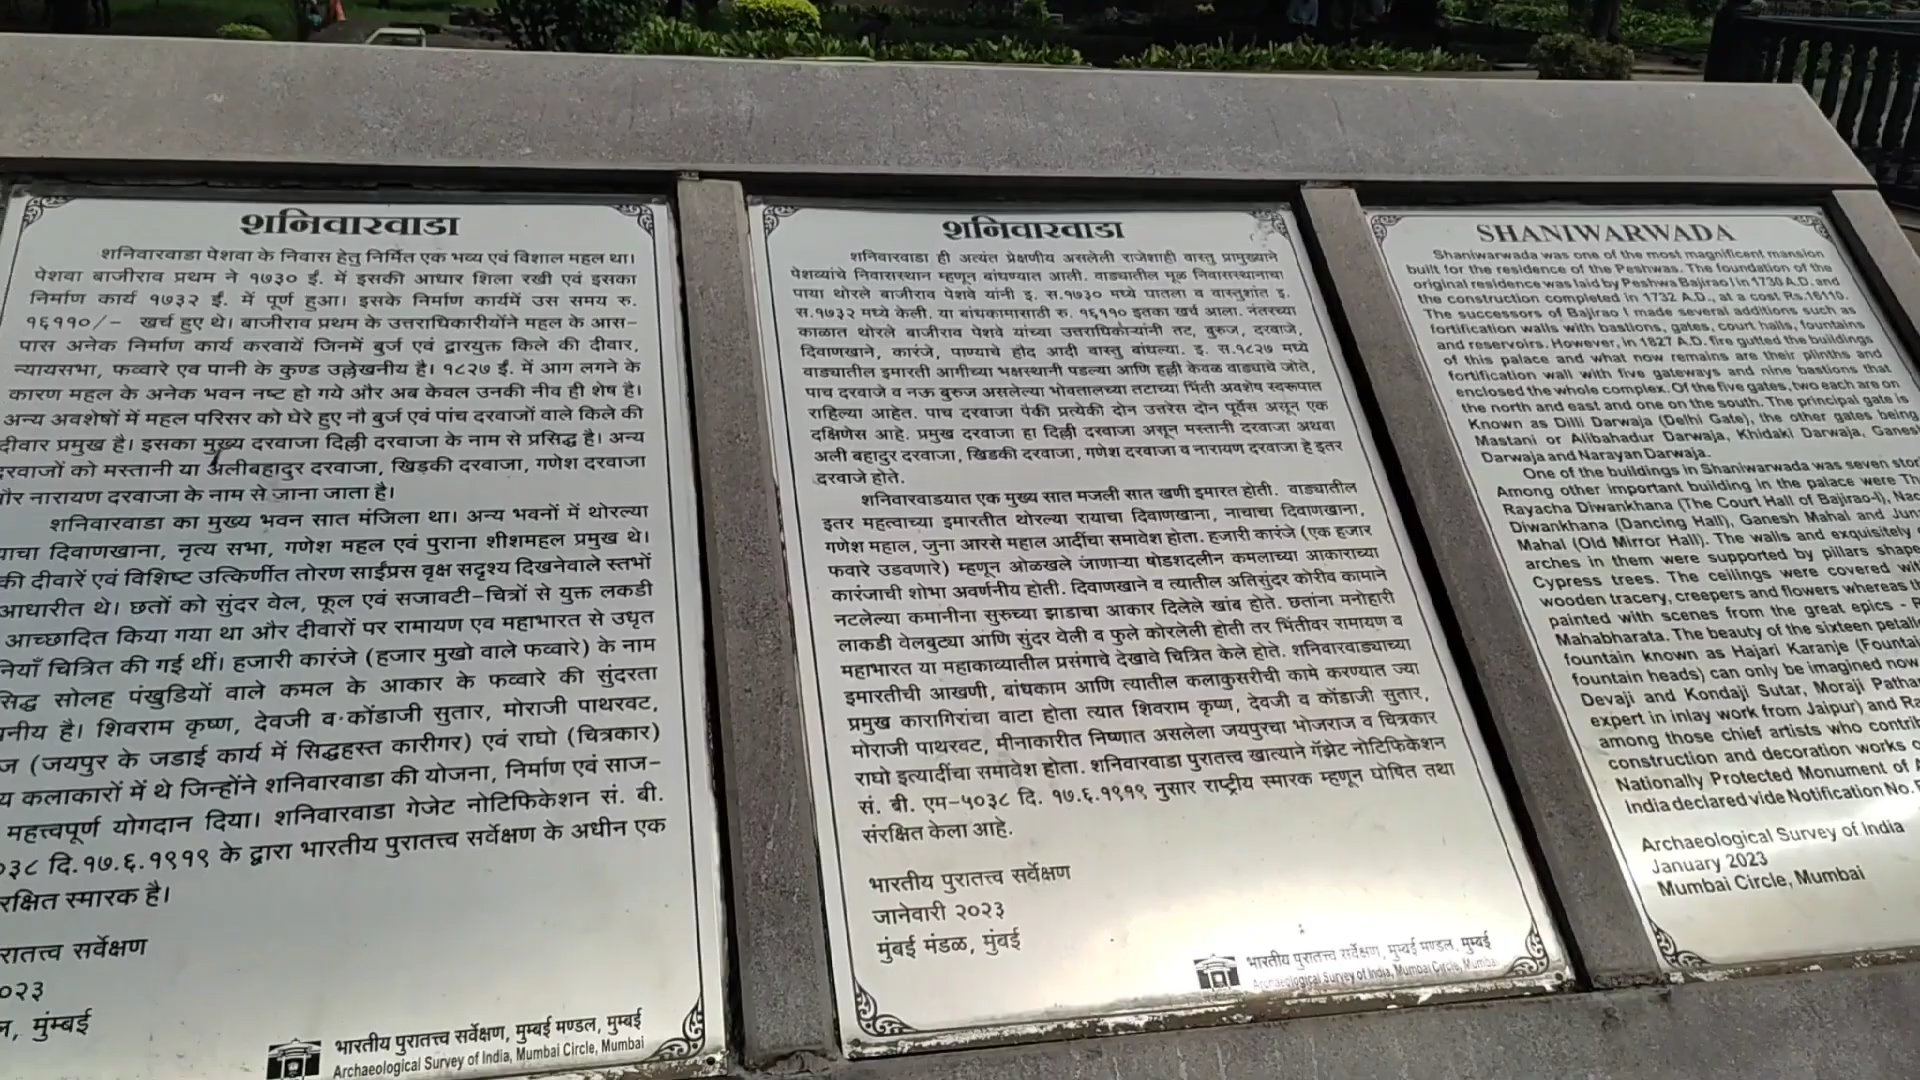 शनिवारवाडा
शनिवारवाडा पेशवा के निवास हेतु निर्मित एक भव्य एवं विशाल महल था।
पेशवा बाजीराव प्रथम ने १७३० ईं. में इसकी आधार शिला रखी एवं इसका
निर्माण कार्य १७३२ ईं. में पूर्ण हुआ। इसके निर्माण कार्यमें उस समय रु.
१६११०/- खर्च हुए थे। बाजीराव प्रथम के उत्तराधिकारीयोंने महल के आस-
पास अनेक निर्माण कार्य करवायें जिनमें बुर्ज एवं द्वारयुक्त किले की दीवार,
न्यायसभा, फव्वारे एव पानी के कुण्ड उल्लेखनीय है। १८२७ ईं. में आग लगने के
कारण महल के अनेक भवन नष्ट हो गये और अब केवल उनकी नीव ही शेष है।
अन्य अवशेषों में महल परिसर को घेरे हुए नौ बुर्ज एवं पांच दरवाजों वाले किले की
दीवार प्रमुख है। इसका मुख्य दरवाजा दिल्ली दरवाजा के नाम से प्रसिद्ध है। अन्य
दरवाजों को मस्तानी या अलीबहादुर दरवाजा, खिड़की दरवाजा, गणेश दरवाजा
और नारायण दरवाजा के नाम से जाना जाता है।
शनिवारवाडा का मुख्य भवन सात मंजिला था। अन्य भवनों में थोरल्या
दिवाणखाना, नृत्य सभा, गणेश महल एवं पुराना शीशमहल प्रमुख थे।
की दीवारें एवं विशिष्ट उत्किर्णीत तोरण साईप्रस वृक्ष सदृश्य दिखनेवाले स्तभों
आधारीत थे। छतों को सुंदर वेल, फूल एवं सजावटी-चित्रों से युक्त लकडी
आच्छादित किया गया था और दीवारों पर रामायण एव महाभारत से उधृत
चित्रित की गई थीं। हजारी कारंजे (हजार मुखो वाले फव्वारे) के नाम
सोलह पंखुडियों वाले कमल के आकार के फव्वारे की सुंदरता
है। शिवराम कृष्ण, देवजी व कोंडाजी सुतार, मोराजी पाथरवट,
(जयपुर के जडाई कार्य में सिद्धहस्त कारीगर) एवं राघो (चित्रकार)
कलाकारों में थे जिन्होंने शनिवारवाडा की योजना, निर्माण एवं साज-
महत्त्वपूर्ण योगदान दिया। शनिवारवाडा गेजेट नोटिफिकेशन सं. बी.
दि.१७.६.१९१९ के द्वारा भारतीय पुरातत्त्व सर्वेक्षण के अधीन एक
स्मारक है।
सर्वेक्षण
मुंम्बई
भारतीय पुरातत्त्व सर्वेक्षण, मुम्बई मण्डल, मुम्बई
Archaeological Survey of India, Mumbai Circle, Mumbai
शनिवारवाडा
शनिवारवाडा ही अत्यंत प्रेक्षणीय असलेली राजेशाही वास्तु प्रामुख्याने
पेशव्यांचे निवासस्थान म्हणून बांधण्यात आली. वाड्यातील मूळ निवासस्थानाचा
पाया थोरले बाजीराव पेशवे यांनी इ. स.१७३० मध्ये घातला व वास्तुशांत इ.
स.१७३२ मध्ये केली. या बांधकामासाठी रु. १६११० इतका खर्च आला. नंतरच्या
काळात थोरले बाजीराव पेशवे यांच्या उत्तराधिकाऱ्यांनी तट, बुरुज, दरवाजे,
दिवाणखाने, कारंजे, पाण्याचे हौद आदी वास्तु बांधल्या. इ. स.१८२७ मध्ये
वाड्यातील इमारती आगीच्या भक्षस्थानी पडल्या आणि हल्ली केवळ वाड्याचे जोते,
पाच दरवाजे व नऊ बुरुज असलेल्या भोवतालच्या तटाच्या भिंती अवशेष स्वरूपात
राहिल्या आहेत. पाच दरवाजा पैकी प्रत्येकी दोन उत्तरेस दोन पूर्वेस असून एक
दक्षिणेस आहे. प्रमुख दरवाजा हा दिल्ली दरवाजा असून मस्तानी दरवाजा अथवा
अली बहादुर दरवाजा, खिडकी दरवाजा, गणेश दरवाजा व नारायण दरवाजा हे इतर
दरवाजे होते.
शनिवारवाडयात एक मुख्य सात मजली सात खणी इमारत होती. वाड्यातील
इतर महत्वाच्या इमारतीत थोरल्या रायाचा दिवाणखाना, नाचाचा दिवाणखाना,
गणेश महाल, जुना आरसे महाल आदींचा समावेश होता. हजारी कारंजे (एक हजार
फवारे उडवणारे) म्हणून ओळखले जाणाऱ्या षोडशदलीन कमलाच्या आकाराच्या
कारंजाची शोभा अवर्णनीय होती. दिवाणखाने व त्यातील अतिसुंदर कोरीव कामाने
नटलेल्या कमानीना सुरुच्या झाडाचा आकार दिलेले खांब होते. छतांना मनोहारी
लाकडी वेलबुट्या आणि सुंदर वेली व फुले कोरलेली होती तर भिंतीवर रामायण व
महाभारत या महाकाव्यातील प्रसंगाचे देखावे चित्रित केले होते. शनिवारवाड्याच्या
इमारतीची आखणी, बांधकाम आणि त्यातील कलाकुसरीची कामे करण्यात ज्या
प्रमुख कारागिरांचा वाटा होता त्यात शिवराम कृष्ण, देवजी व कोंडाजी सुतार,
मोराजी पाथरवट, मीनाकारीत निष्णात असलेला जयपुरचा भोजराज व चित्रकार
राघो इत्यादींचा समावेश होता. शनिवारवाडा पुरातत्त्व खात्याने गॅझेट नोटिफिकेशन
सं. बी. एम-५०३८ दि. १७.६.१९१९ नुसार राष्ट्रीय स्मारक म्हणून घोषित तथा
संरक्षित केला आहे.
भारतीय पुरातत्त्व सर्वेक्षण
जानेवारी २०२३
मुंबई मंडळ, मुंबई
भारतीय पुरातत्त्व सर्वेक्षण, मुम्बई मण्डल, मुम्बई
Archaeological Survey of India, Mumbai Circle, Mumbai
SHANIWARWADA
Shaniwarwada was one of the most magnificent mansion
built for the residence of the Peshwas. The foundation of the
original residence was laid by Peshwa Bajirao I in 1730 A.D. and
the construction completed in 1732 A.D., at a cost Rs.16110.
The successors of Bajirao I made several additions such as
fortification walls with bastions, gates, court halls, fountains
and reservoirs. However, in 1827 A.D. fire gutted the buildings
of this palace and what now remains are their plinths and
fortification wall with five gateways and nine bastions that
enclosed the whole complex. Of the five gates, two each are on
the north and east and one on the south. The principal gate is
Known as Dilli Darwaja (Delhi Gate), the other gates being
Mastani or Alibahadur Darwaja, Khidaki Darwaja, Ganesh
Darwaja and Narayan Darwaja.
One of the buildings in Shaniwarwada was seven
Among other important building in the palace were
Rayacha Diwankhana (The Court Hall of Bajirao-I),
Diwankhana (Dancing Hall), Ganesh Mahal and
Mahal (Old Mirror Hall). The walls and exquisitely
arches in them were supported by pillars
Cypress trees. The ceilings were covered
wooden tracery, creepers and flowers whereas
painted with scenes from the great epics -
Mahabharata. The beauty of the sixteen
fountain known as Hajari Karanje
fountain heads) can only be imagined now
Devaji and Kondaji Sutar, Moraji
expert in inlay work from Jaipur) and
among those chief artists who
construction and decoration works
Nationally Protected Monument of
India declared vide Notification No.
Archaeological Survey of India
January 2023
Mumbai Circle, Mumbai